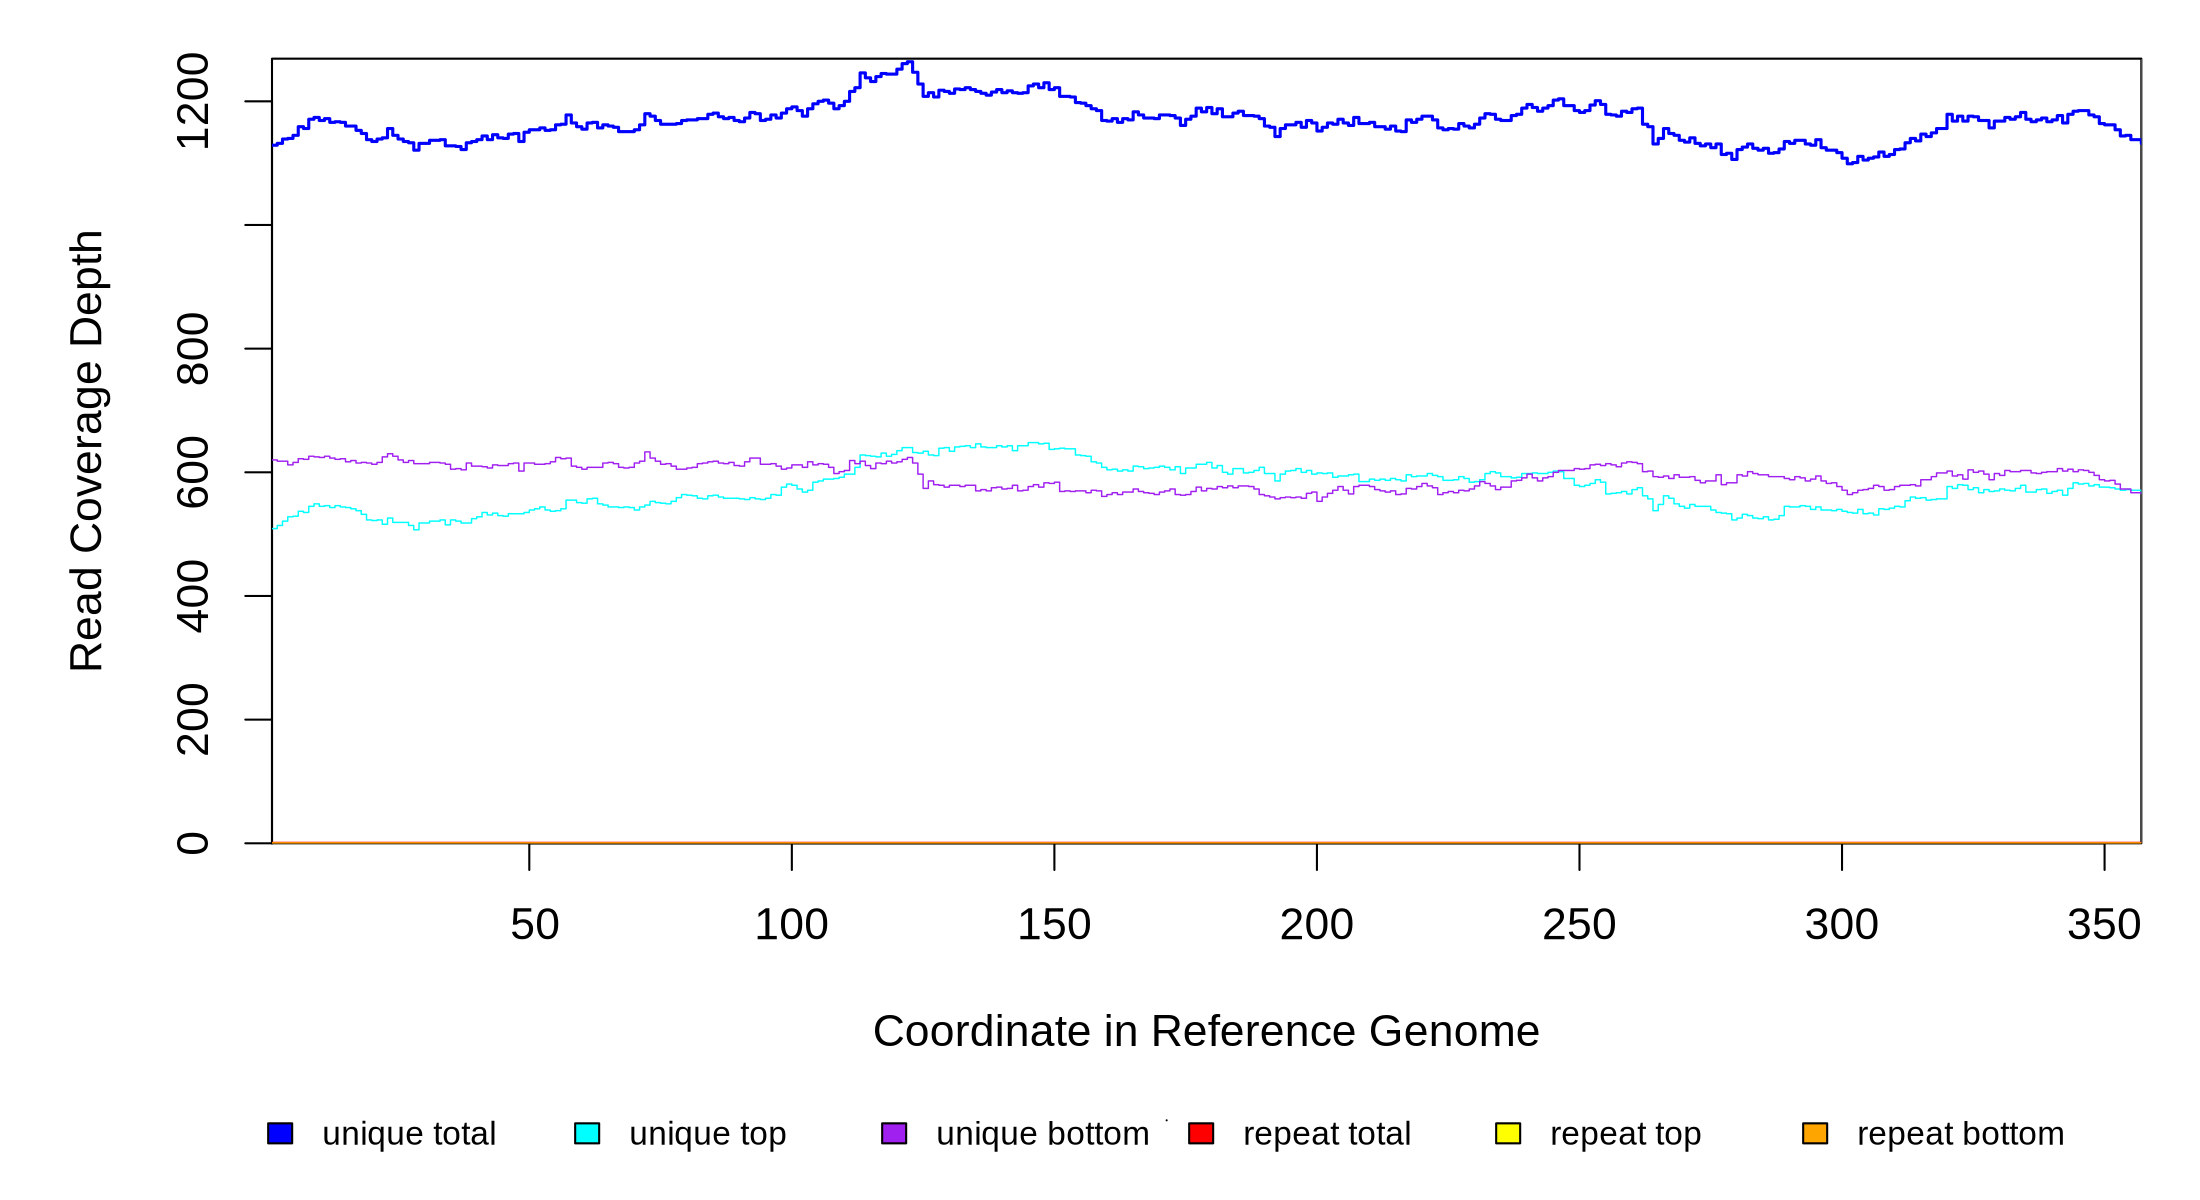 Read Coverage Depth
1200
800
600
400
200
0
50 100 150 200 250 300 350
Coordinate in Reference Genome
unique total unique top unique bottom repeat total repeat top repeat bottom